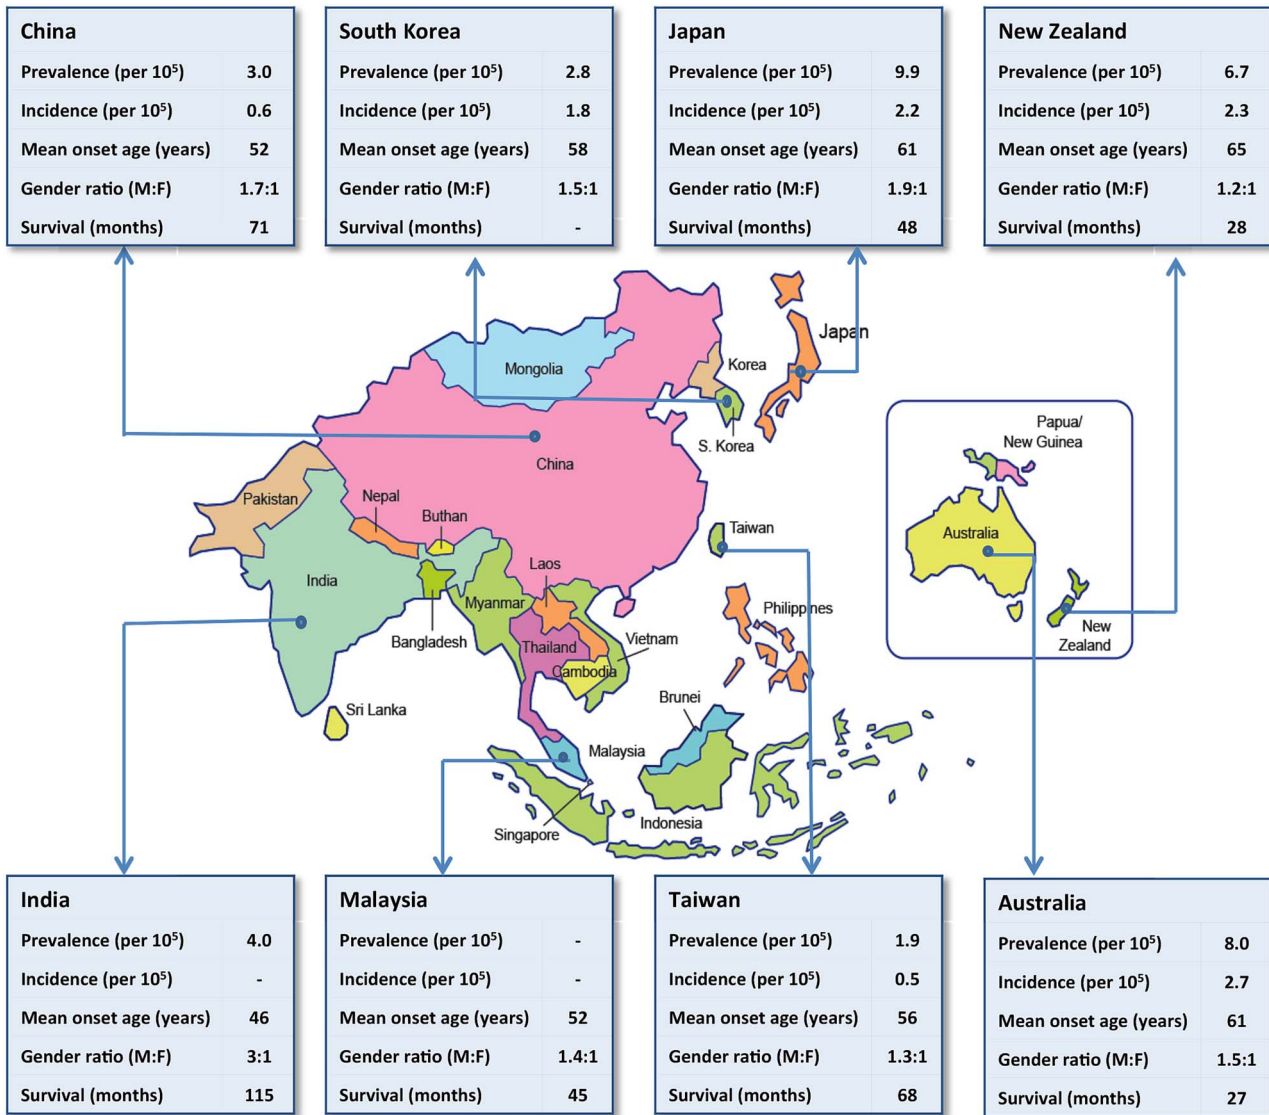 China
Prevalence (per 10⁵) 3.0
Incidence (per 10⁵) 0.6
Mean onset age (years) 52
Gender ratio (M:F) 1.7:1
Survival (months) 71
South Korea
Prevalence (per 10⁵) 2.8
Incidence (per 10⁵) 1.8
Mean onset age (years) 58
Gender ratio (M:F) 1.5:1
Survival (months) -
Japan
Prevalence (per 10⁵) 9.9
Incidence (per 10⁵) 2.2
Mean onset age (years) 61
Gender ratio (M:F) 1.9:1
Survival (months) 48
New Zealand
Prevalence (per 10⁵) 6.7
Incidence (per 10⁵) 2.3
Mean onset age (years) 65
Gender ratio (M:F) 1.2:1
Survival (months) 28
Japan
Mongolia
Korea
S. Korea
China
Papua/
New Guinea
Pakistan
Nepal
Buthan
Taiwan
Australia
India
Laos
Myanmar
Bangladesh
Thailand
Vietnam
Cambodia
Philippines
New
Zealand
Sri Lanka
Brunei
Malaysia
Singapore
Indonesia
India
Prevalence (per 10⁵) 4.0
Incidence (per 10⁵) -
Mean onset age (years) 46
Gender ratio (M:F) 3:1
Survival (months) 115
Malaysia
Prevalence (per 10⁵) -
Incidence (per 10⁵) -
Mean onset age (years) 52
Gender ratio (M:F) 1.4:1
Survival (months) 45
Taiwan
Prevalence (per 10⁵) 1.9
Incidence (per 10⁵) 0.5
Mean onset age (years) 56
Gender ratio (M:F) 1.3:1
Survival (months) 68
Australia
Prevalence (per 10⁵) 8.0
Incidence (per 10⁵) 2.7
Mean onset age (years) 61
Gender ratio (M:F) 1.5:1
Survival (months) 27